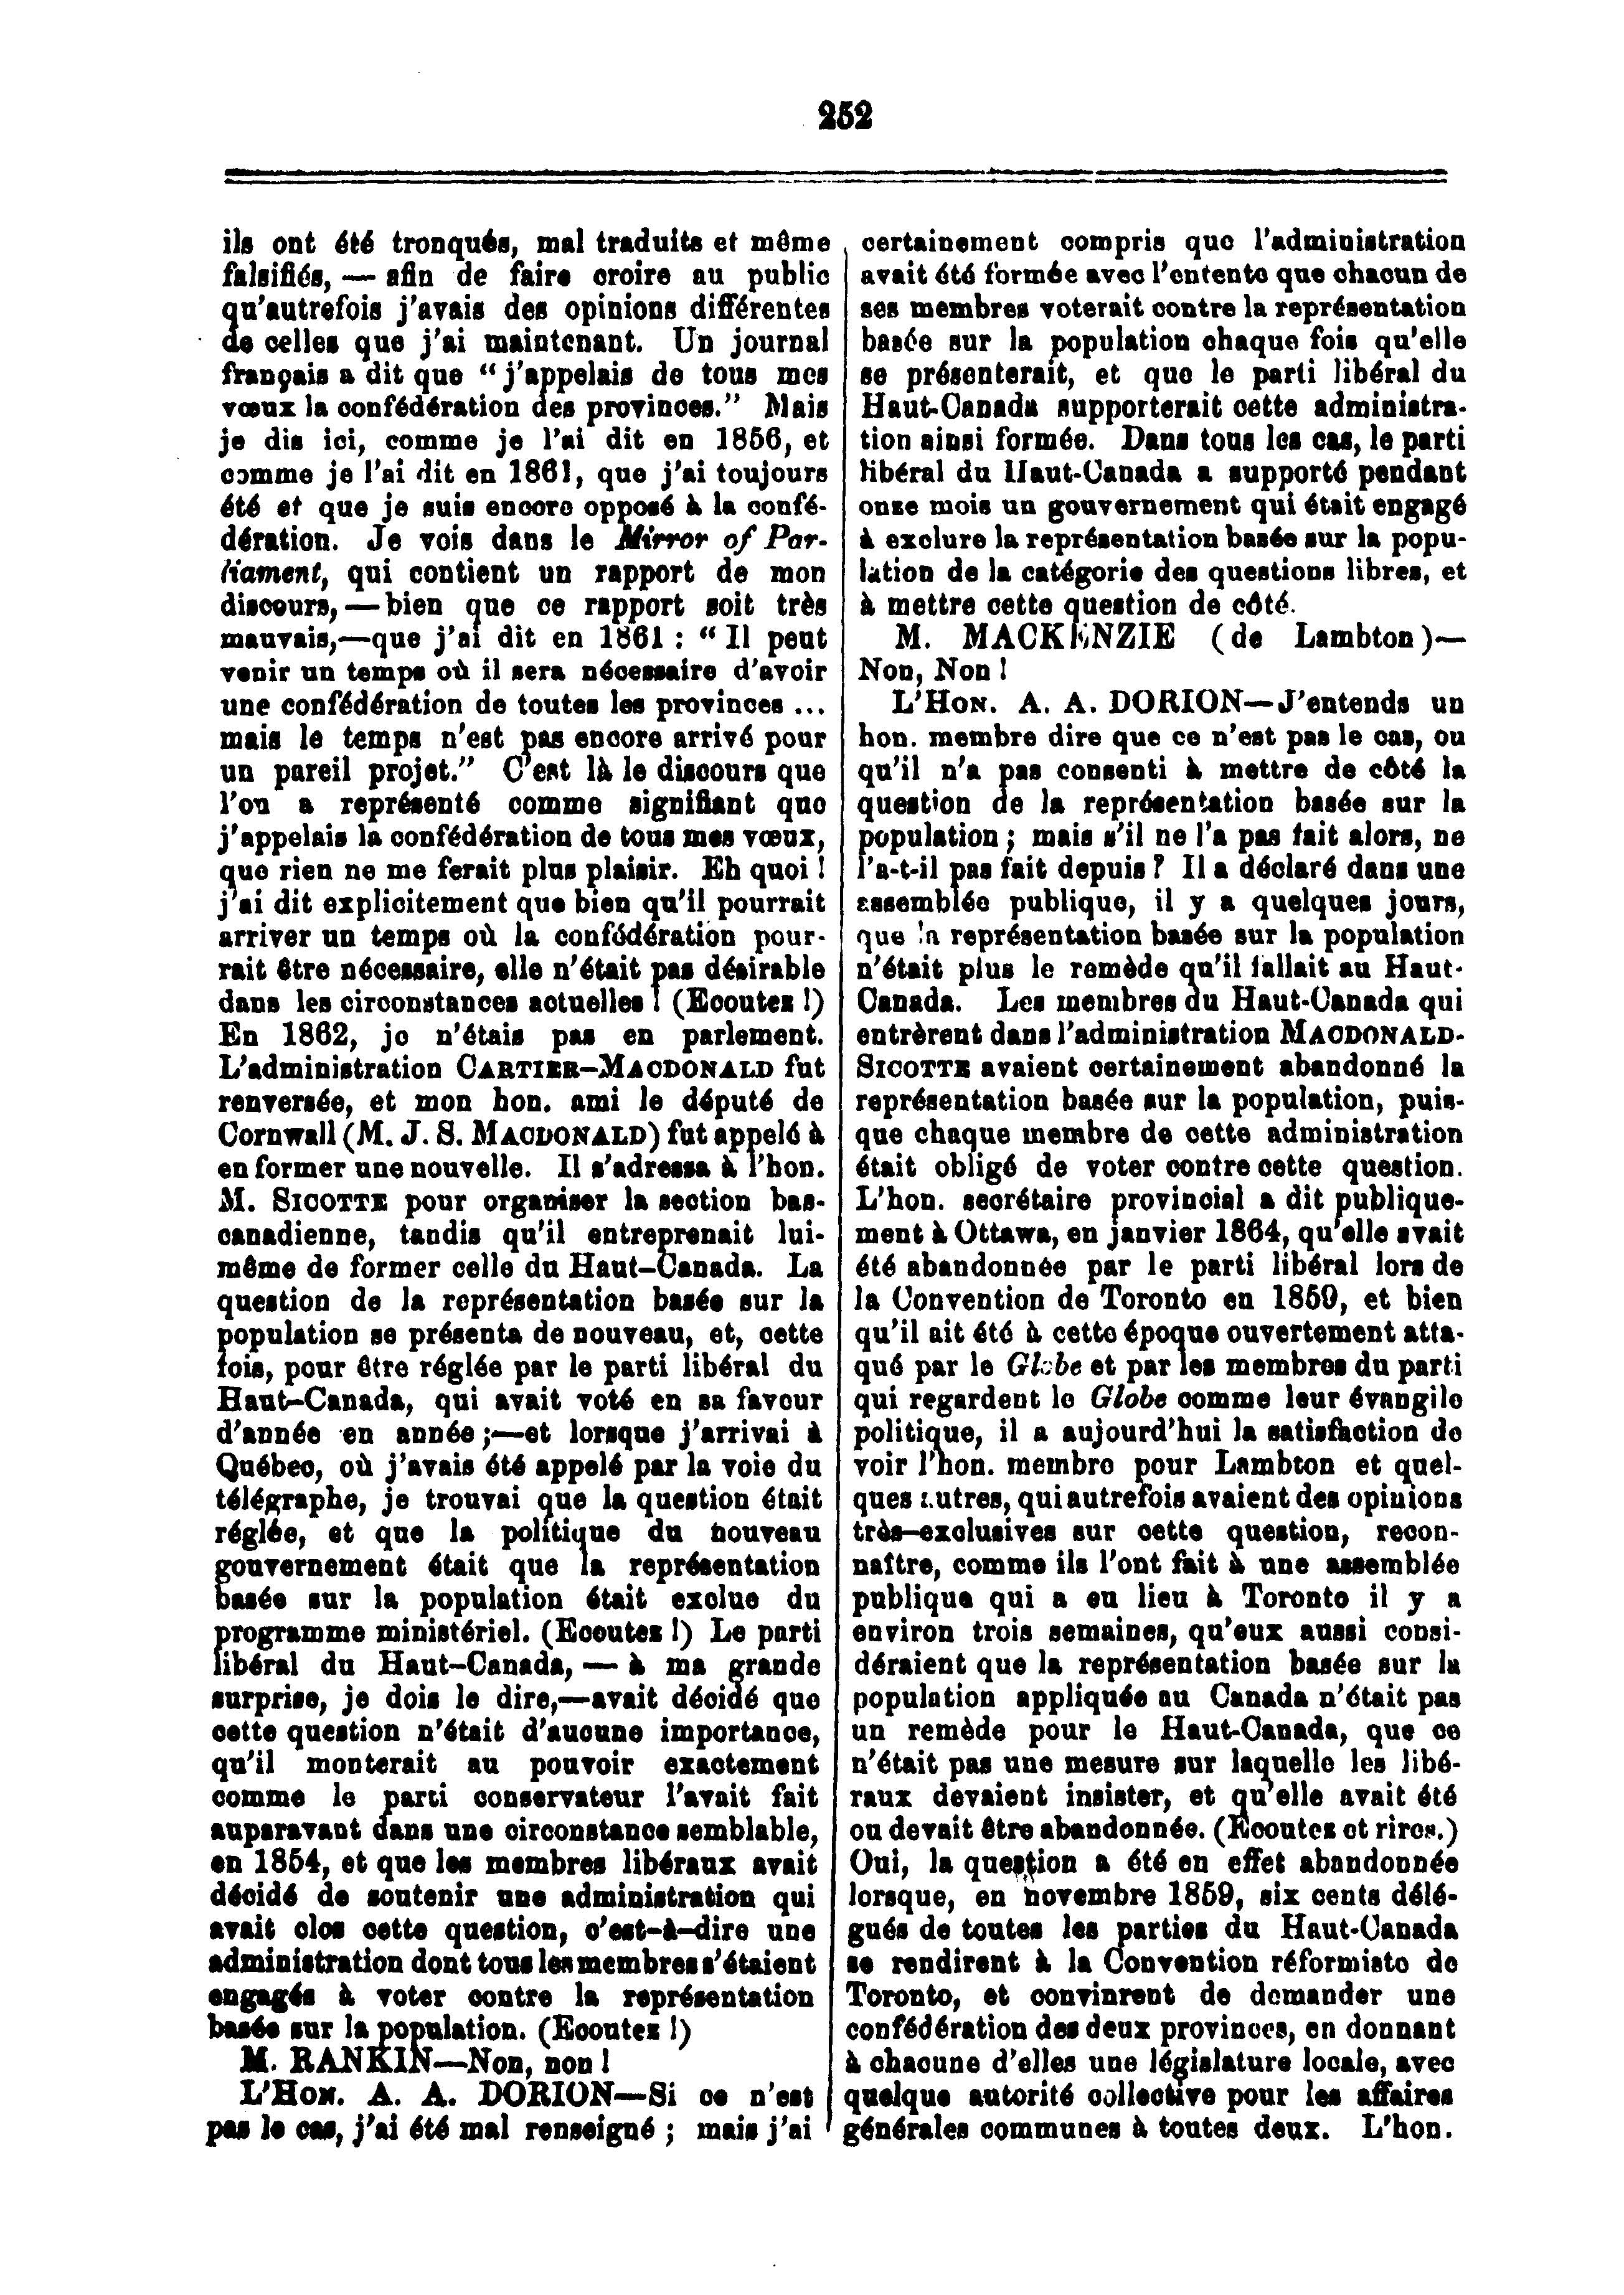 252
ils ont été tronqués, mal traduits et même
falsifiés, — afin de faire croire au public
qu'autrefois j'avais des opinions différentes
de celles que j'ai maintenant. Un journal
français a dit que “ j'appelais de tous mes
vœux la confédération des provinces.” Mais
je dis ici, comme je l'ai dit en 1856, et
comme je l'ai dit en 1861, que j'ai toujours
été et que je suis encore opposé à la confé-
dération. Je vois dans le Mirror of Par-
liament, qui contient un rapport de mon
discours, — bien que ce rapport soit très
mauvais,—que j'ai dit en 1861 : “ Il peut
venir un temps où il sera nécessaire d'avoir
une confédération de toutes les provinces ...
mais le temps n'est pas encore arrivé pour
un pareil projet.” C'est là le discours que
l'on a représenté comme signifiant que
j'appelais la confédération de tous mes vœux,
que rien ne me ferait plus plaisir. Eh quoi !
j'ai dit explicitement que bien qu'il pourrait
arriver un temps où la confédération pour-
rait être nécessaire, elle n'était pas désirable
dans les circonstances actuelles ! (Ecoutez !)
En 1862, je n'étais pas en parlement.
L'administration CARTIER–MACDONALD fut
renversée, et mon hon. ami le député de
Cornwall (M. J. S. MACDONALD) fut appelé à
en former une nouvelle. Il s'adressa à l'hon.
M. SICOTTE pour organiser la section bas-
canadienne, tandis qu'il entreprenait lui-
même de former celle du Haut–Canada. La
question de la représentation basée sur la
population se présenta de nouveau, et, cette
fois, pour être réglée par le parti libéral du
Haut–Canada, qui avait voté en sa faveur
d'année en année ;—et lorsque j'arrivai à
Québec, où j'avais été appelé par la voie du
télégraphe, je trouvai que la question était
réglée, et que la politique du nouveau
gouvernement était que la représentation
basée sur la population était exclue du
programme ministériel. (Ecoutez !) Le parti
libéral du Haut–Canada, — à ma grande
surprise, je dois le dire,—avait décidé que
cette question n'était d'aucune importance,
qu'il monterait au pouvoir exactement
comme le parti conservateur l'avait fait
auparavant dans une circonstance semblable,
en 1854, et que les membres libéraux avait
décidé de soutenir une administration qui
avait clos cette question, c'est–à–dire une
administration dont tous les membres s'étaient
engagés à voter contre la représentation
basée sur la population. (Ecoutez !)
M. RANKIN—Non, non !
L'HON. A. A. DORION—Si ce n'est
pas le cas, j'ai été mal renseigné ; mais j'ai
certainement compris que l'administration
avait été formée avec l'entente que chacun de
ses membres voterait contre la représentation
basée sur la population chaque fois qu'elle
se présenterait, et que le parti libéral du
Haut-Canada supporterait cette administra-
tion ainsi formée. Dans tous les cas, le parti
libéral du Haut-Canada a supporté pendant
onze mois un gouvernement qui était engagé
à exclure la représentation basée sur la popu-
lation de la catégorie des questions libres, et
à mettre cette question de côté.
M. MACKENZIE (de Lambton)—
Non, Non !
L'HON. A. A. DORION—J'entends un
hon. membre dire que ce n'est pas le cas, ou
qu'il n'a pas consenti à mettre de côté la
question de la représentation basée sur la
population ; mais s'il ne l'a pas fait alors, ne
l'a-t-il pas fait depuis ? Il a déclaré dans une
assemblée publique, il y a quelques jours,
que la représentation basée sur la population
n'était plus le remède qu'il fallait au Haut-
Canada. Les membres du Haut-Canada qui
entrèrent dans l'administration MACDONALD-
SICOTTE avaient certainement abandonné la
représentation basée sur la population, puis-
que chaque membre de cette administration
était obligé de voter contre cette question.
L'hon. secrétaire provincial a dit publique-
ment à Ottawa, en janvier 1864, qu'elle avait
été abandonnée par le parti libéral lors de
la Convention de Toronto en 1859, et bien
qu'il ait été à cette époque ouvertement atta-
qué par le Globe et par les membres du parti
qui regardent le Globe comme leur évangile
politique, il a aujourd'hui la satisfaction de
voir l'hon. membre pour Lambton et quel-
ques autres, qui autrefois avaient des opinions
très–exclusives sur cette question, recon-
naître, comme ils l'ont fait à une assemblée
publique qui a eu lieu à Toronto il y a
environ trois semaines, qu'eux aussi consi-
déraient que la représentation basée sur la
population appliquée au Canada n'était pas
un remède pour le Haut-Canada, que ce
n'était pas une mesure sur laquelle les libé-
raux devaient insister, et qu'elle avait été
ou devait être abandonnée. (Ecoutez et rires.)
Oui, la question a été en effet abandonnée
lorsque, en novembre 1859, six cents délé-
gués de toutes les parties du Haut-Canada
se rendirent à la Convention réformiste de
Toronto, et convinrent de demander une
confédération des deux provinces, en donnant
à chacune d'elles une législature locale, avec
quelque autorité collective pour les affaires
générales communes à toutes deux. L'hon.